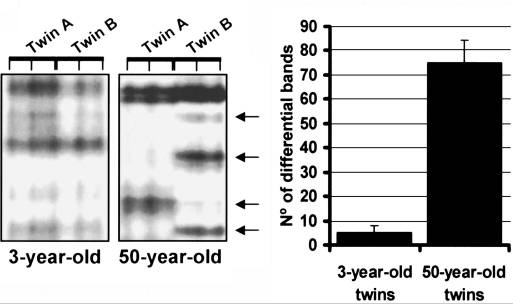 Twin A
Twin B
Twin A
Twin B
3-year-old
50-year-old
Nº of differential bands
90
80
70
60
50
40
30
20
10
0
3-year-old
twins
50-year-old
twins